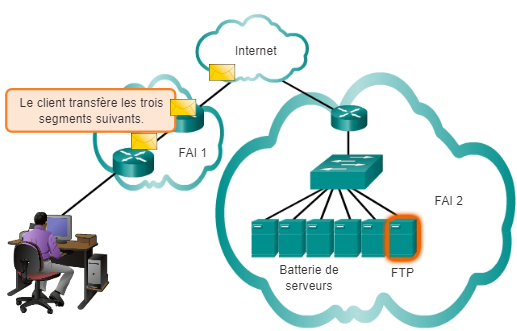 Internet
Le client transfère les trois
segments suivants.
FAI 1
FAI 2
Batterie de
serveurs
FTP